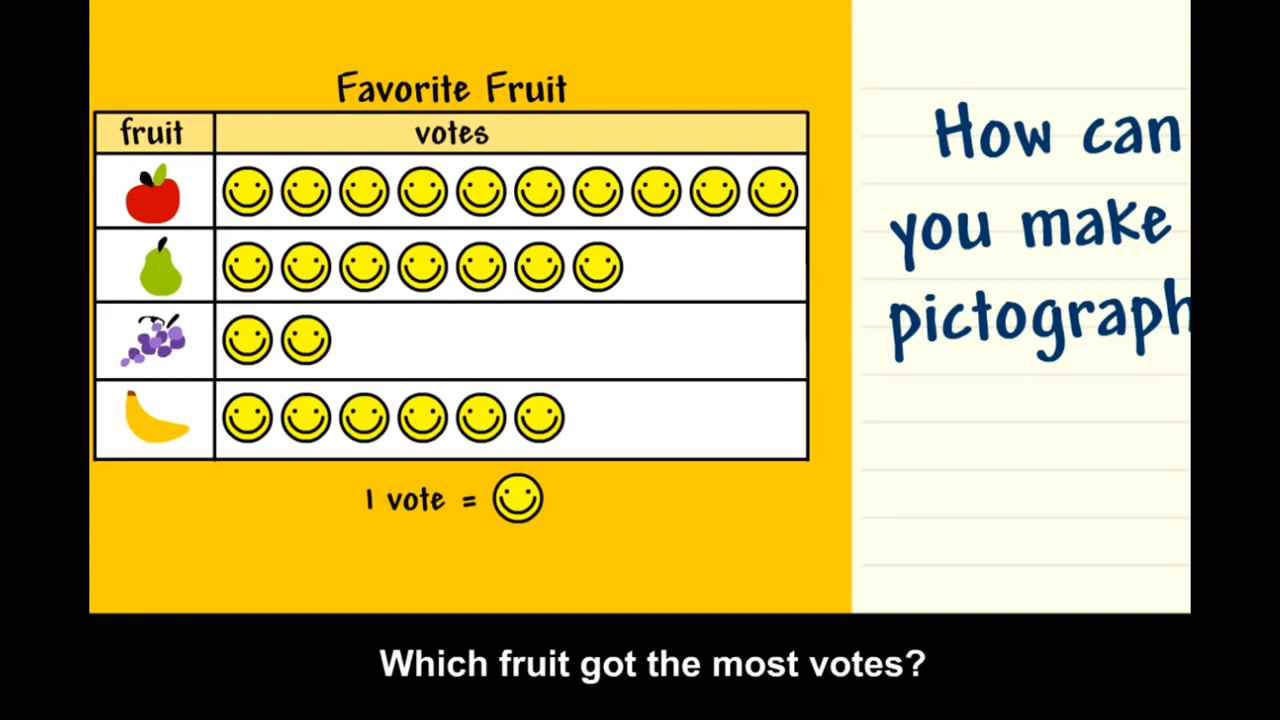 Favorite Fruit
fruit votes
1 vote =
How can
you make
pictograph
Which fruit got the most votes?